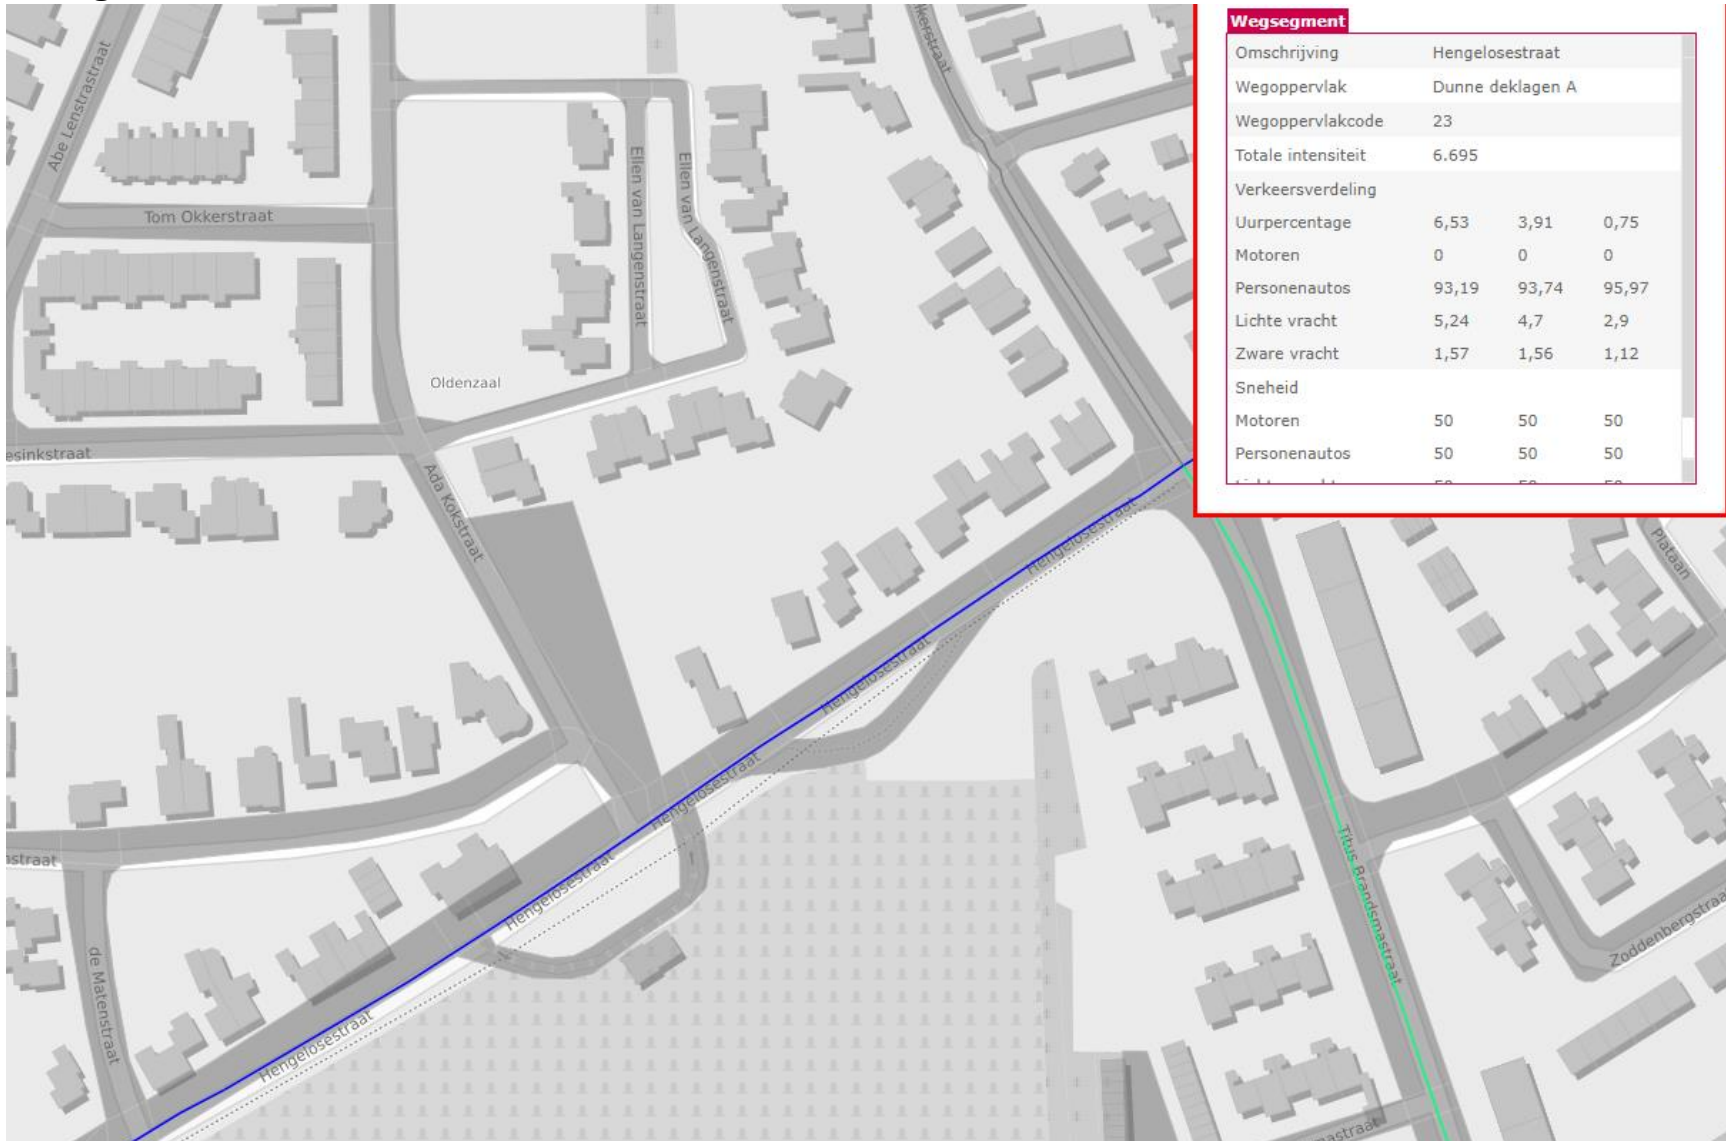 Wegsegment
Omschrijving Hengelosestraat
Wegoppervlak Dunne deklagen A
Wegoppervlakcode 23
Totale intensiteit 6.695
Verkeersverdeling
Uurpercentage 6,53 3,91 0,75
Motoren 0 0 0
Personenautos 93,19 93,74 95,97
Lichte vracht 5,24 4,7 2,9
Zware vracht 1,57 1,56 1,12
Sneheid
Motoren 50 50 50
Personenautos 50 50 50
Abe Lenstrastraat
Tom Okkerstraat
Ellen van Langenstraat
Ellen van Langenstraat
Oldenzaal
esinkstraat
Ada Kokstraat
Hengelosestraat
Plataan
Hengelosestraat
Hengelosestraat
Hengelosestraat
Hengelosestraat
Titus Brandsmastraat
Zoddenbergstraa
de Matenstraat